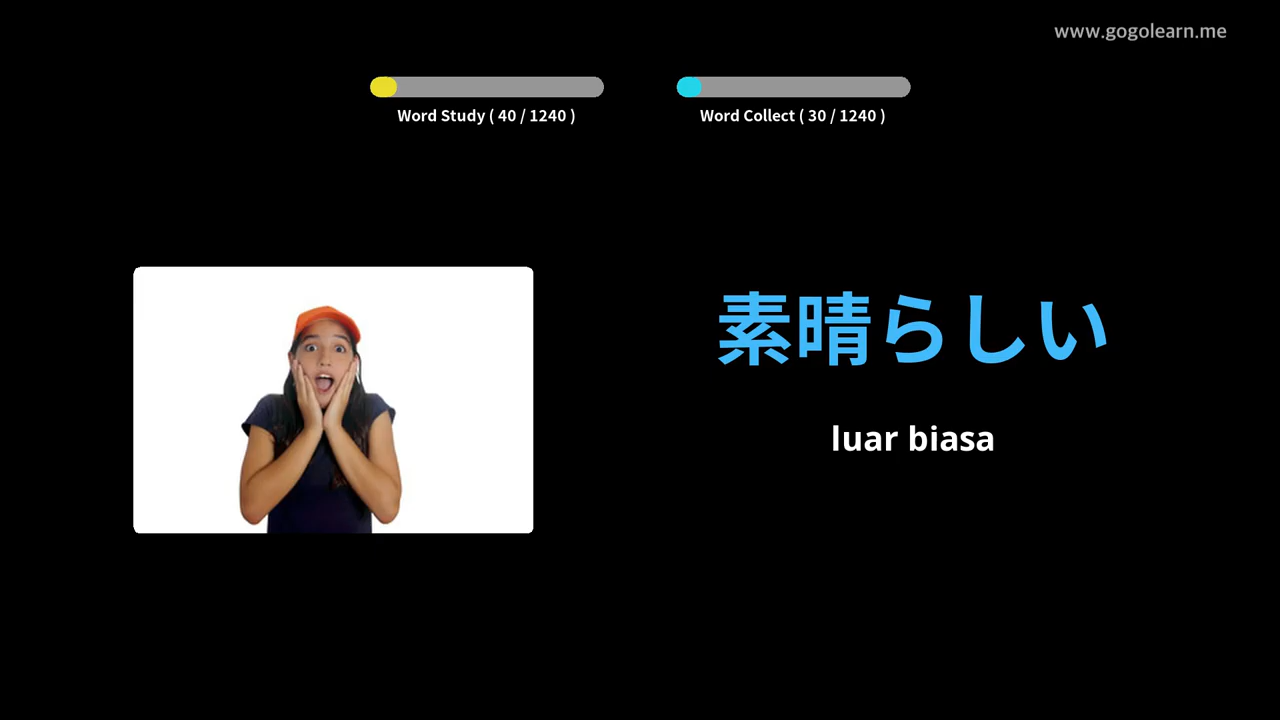 www.gogolearn.me
Word Study ( 40 / 1240 )
Word Collect ( 30 / 1240 )
素晴らしい
luar biasa